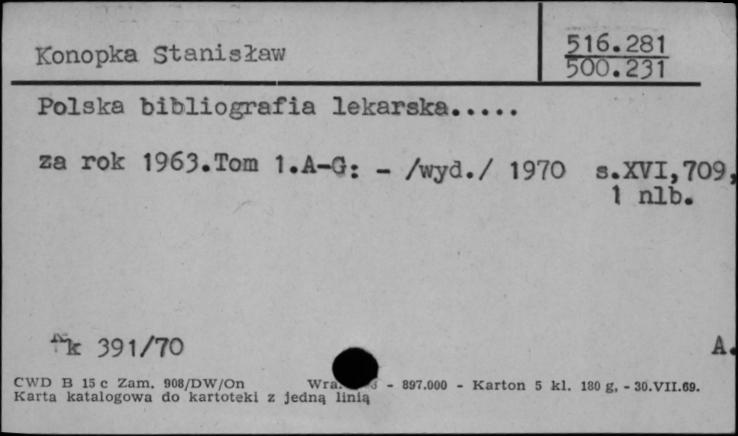 Konopka Stanisław
516.281
500.231
Polska bibliografia lekarska.....
za rok 1963.Tom 1.A-G: - /wyd./ 1970 s.XVI,709,
1 nlb.
k 391/70
A.
CWD B 15 c Zam. 908/DW/On - 897.000 - Karton 5 kl. 180 g, - 30.VII.69.
Karta katalogowa do kartoteki z jedną linią